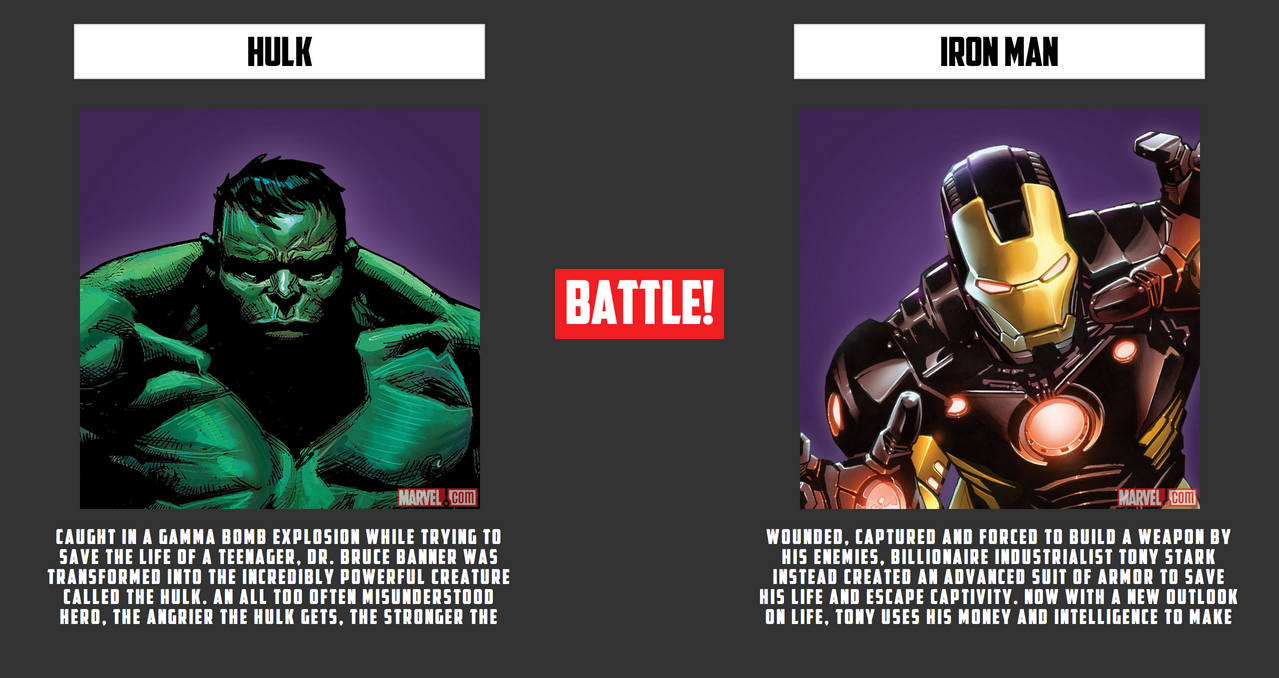 HULK
MARVEL.com
CAUGHT IN A GAMMA BOMB EXPLOSION WHILE TRYING TO
SAVE THE LIFE OF A TEENAGER, DR. BRUCE BANNER WAS
TRANSFORMED INTO THE INCREDIBLY POWERFUL CREATURE
CALLED THE HULK. AN ALL TOO OFTEN MISUNDERSTOOD
HERO, THE ANGRIER THE HULK GETS, THE STRONGER THE
BATTLE!
IRON MAN
MARVEL.com
WOUNDED, CAPTURED AND FORCED TO BUILD A WEAPON BY
HIS ENEMIES, BILLIONAIRE INDUSTRIALIST TONY STARK
INSTEAD CREATED AN ADVANCED SUIT OF ARMOR TO SAVE
HIS LIFE AND ESCAPE CAPTIVITY. NOW WITH A NEW OUTLOOK
ON LIFE, TONY USES HIS MONEY AND INTELLIGENCE TO MAKE